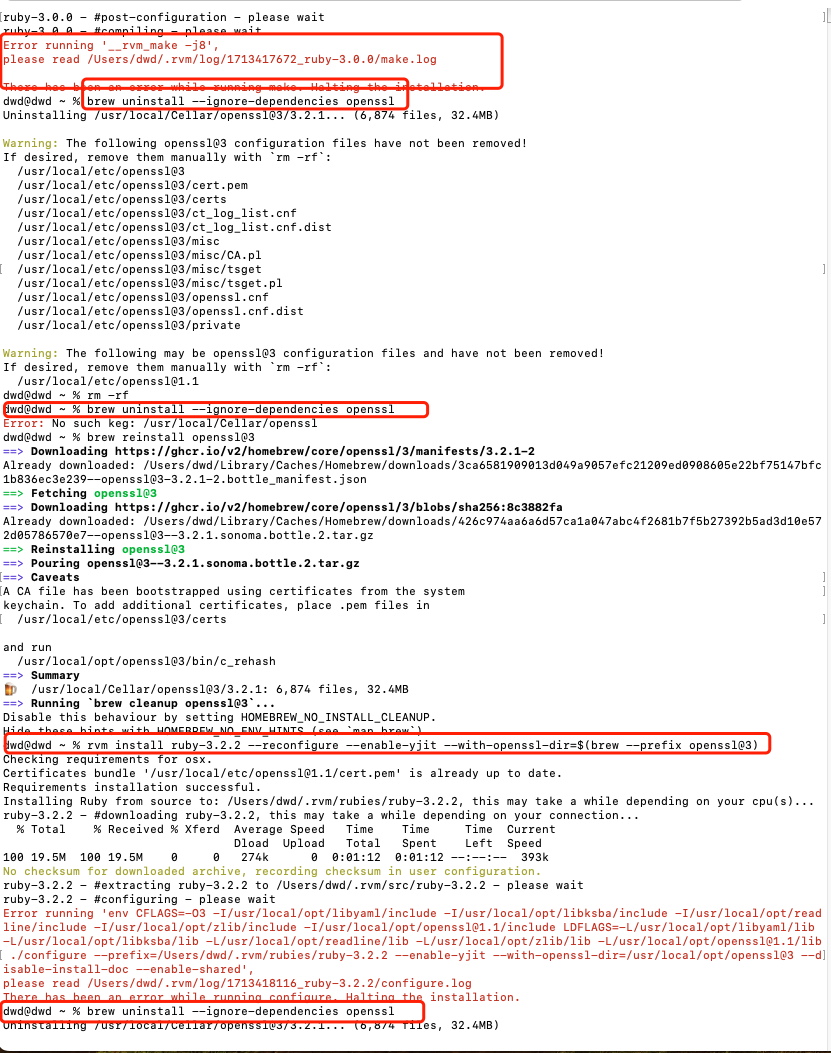 ruby-3.0.0 - #post-configuration - please wait
ruby-3.0.0 - #compiling - please wait
Error running '__rvm_make -j8',
please read /Users/dwd/.rvm/log/1713417672_ruby-3.0.0/make.log
There has been an error while running make. Halting the installation.
dwd@dwd ~ % brew uninstall --ignore-dependencies openssl
Uninstalling /usr/local/Cellar/openssl@3/3.2.1... (6,874 files, 32.4MB)
Warning: The following openssl@3 configuration files have not been removed!
If desired, remove them manually with `rm -rf`:
  /usr/local/etc/openssl@3
  /usr/local/etc/openssl@3/cert.pem
  /usr/local/etc/openssl@3/certs
  /usr/local/etc/openssl@3/ct_log_list.cnf
  /usr/local/etc/openssl@3/ct_log_list.cnf.dist
  /usr/local/etc/openssl@3/misc
  /usr/local/etc/openssl@3/misc/CA.pl
  /usr/local/etc/openssl@3/misc/tsget
  /usr/local/etc/openssl@3/misc/tsget.pl
  /usr/local/etc/openssl@3/openssl.cnf
  /usr/local/etc/openssl@3/openssl.cnf.dist
  /usr/local/etc/openssl@3/private
Warning: The following may be openssl@3 configuration files and have not been removed!
If desired, remove them manually with `rm -rf`:
  /usr/local/etc/openssl@1.1
dwd@dwd ~ % rm -rf
dwd@dwd ~ % brew uninstall --ignore-dependencies openssl
Error: No such keg: /usr/local/Cellar/openssl
dwd@dwd ~ % brew reinstall openssl@3
==> Downloading https://ghcr.io/v2/homebrew/core/openssl/3/manifests/3.2.1-2
Already downloaded: /Users/dwd/Library/Caches/Homebrew/downloads/3ca6581909013d049a9057efc21209ed0908605e22bf75147bfc
1b836ec3e239--openssl@3-3.2.1-2.bottle_manifest.json
==> Fetching openssl@3
==> Downloading https://ghcr.io/v2/homebrew/core/openssl/3/blobs/sha256:8c3882fa
Already downloaded: /Users/dwd/Library/Caches/Homebrew/downloads/426c974aa6a6d57ca1a047abc4f2681b7f5b27392b5ad3d10e57
2d05786570e7--openssl@3--3.2.1.sonoma.bottle.2.tar.gz
==> Reinstalling openssl@3
==> Pouring openssl@3--3.2.1.sonoma.bottle.2.tar.gz
==> Caveats
A CA file has been bootstrapped using certificates from the system
keychain. To add additional certificates, place .pem files in
  /usr/local/etc/openssl@3/certs
and run
  /usr/local/opt/openssl@3/bin/c_rehash
==> Summary
🍺  /usr/local/Cellar/openssl@3/3.2.1: 6,874 files, 32.4MB
==> Running `brew cleanup openssl@3`...
Disable this behaviour by setting HOMEBREW_NO_INSTALL_CLEANUP.
Hide these hints with HOMEBREW_NO_ENV_HINTS (see `man brew`).
dwd@dwd ~ % rvm install ruby-3.2.2 --reconfigure --enable-yjit --with-openssl-dir=$(brew --prefix openssl@3)
Checking requirements for osx.
Certificates bundle '/usr/local/etc/openssl@1.1/cert.pem' is already up to date.
Requirements installation successful.
Installing Ruby from source to: /Users/dwd/.rvm/rubies/ruby-3.2.2, this may take a while depending on your cpu(s)...
ruby-3.2.2 - #downloading ruby-3.2.2, this may take a while depending on your connection...
  % Total    % Received % Xferd  Average Speed   Time    Time     Time  Current
                                 Dload  Upload   Total   Spent    Left  Speed
100 19.5M  100 19.5M    0     0   274k      0  0:01:12  0:01:12 --:--:--  393k
No checksum for downloaded archive, recording checksum in user configuration.
ruby-3.2.2 - #extracting ruby-3.2.2 to /Users/dwd/.rvm/src/ruby-3.2.2 - please wait
ruby-3.2.2 - #configuring - please wait
Error running 'env CFLAGS=-O3 -I/usr/local/opt/libyaml/include -I/usr/local/opt/libksba/include -I/usr/local/opt/read
line/include -I/usr/local/opt/zlib/include -I/usr/local/opt/openssl@1.1/include LDFLAGS=-L/usr/local/opt/libyaml/lib
-L/usr/local/opt/libksba/lib -L/usr/local/opt/readline/lib -L/usr/local/opt/zlib/lib -L/usr/local/opt/openssl@1.1/lib
 ./configure --prefix=/Users/dwd/.rvm/rubies/ruby-3.2.2 --enable-yjit --with-openssl-dir=/usr/local/opt/openssl@3 --d
isable-install-doc --enable-shared',
please read /Users/dwd/.rvm/log/1713418116_ruby-3.2.2/configure.log
There has been an error while running configure. Halting the installation.
dwd@dwd ~ % brew uninstall --ignore-dependencies openssl
Uninstalling /usr/local/Cellar/openssl@3/3.2.1... (6,874 files, 32.4MB)